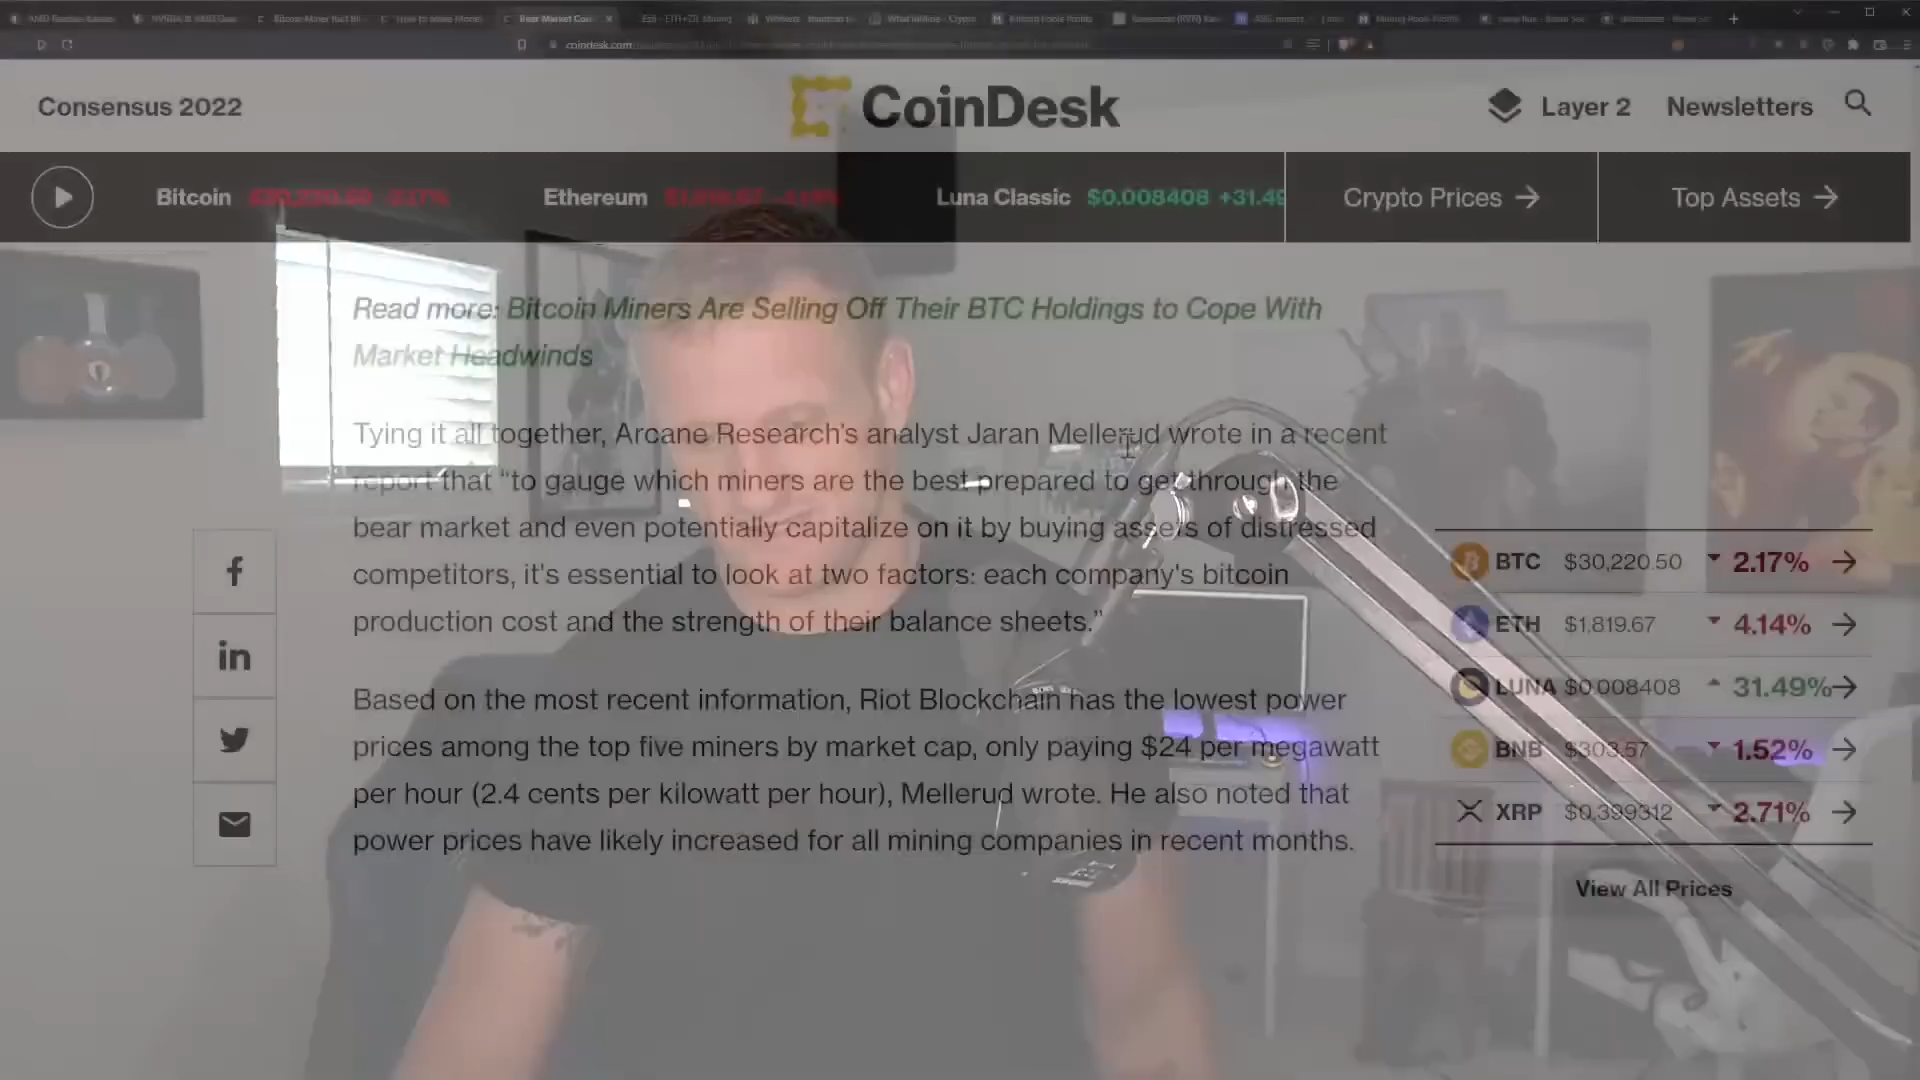 Bear Market Cou
coindesk.com
Consensus 2022
CoinDesk
Layer 2
Newsletters
Bitcoin
Ethereum
Luna Classic $0.008408 +31.49
Crypto Prices
Top Assets
Read more: Bitcoin Miners Are Selling Off Their BTC Holdings to Cope With
Market Headwinds
Tying it all together, Arcane Research's analyst Jaran Mellerud wrote in a recent
report that “to gauge which miners are the best prepared to get through the
bear market and even potentially capitalize on it by buying assets of distressed
competitors, it's essential to look at two factors: each company's bitcoin
production cost and the strength of their balance sheets.”
Based on the most recent information, Riot Blockchain has the lowest power
prices among the top five miners by market cap, only paying $24 per megawatt
per hour (2.4 cents per kilowatt per hour), Mellerud wrote. He also noted that
power prices have likely increased for all mining companies in recent months.
BTC $30,220.50 2.17%
ETH $1,819.67 4.14%
LUNA $0.008408 31.49%
BNB $303.57 1.52%
XRP $0.399312 2.71%
View All Prices